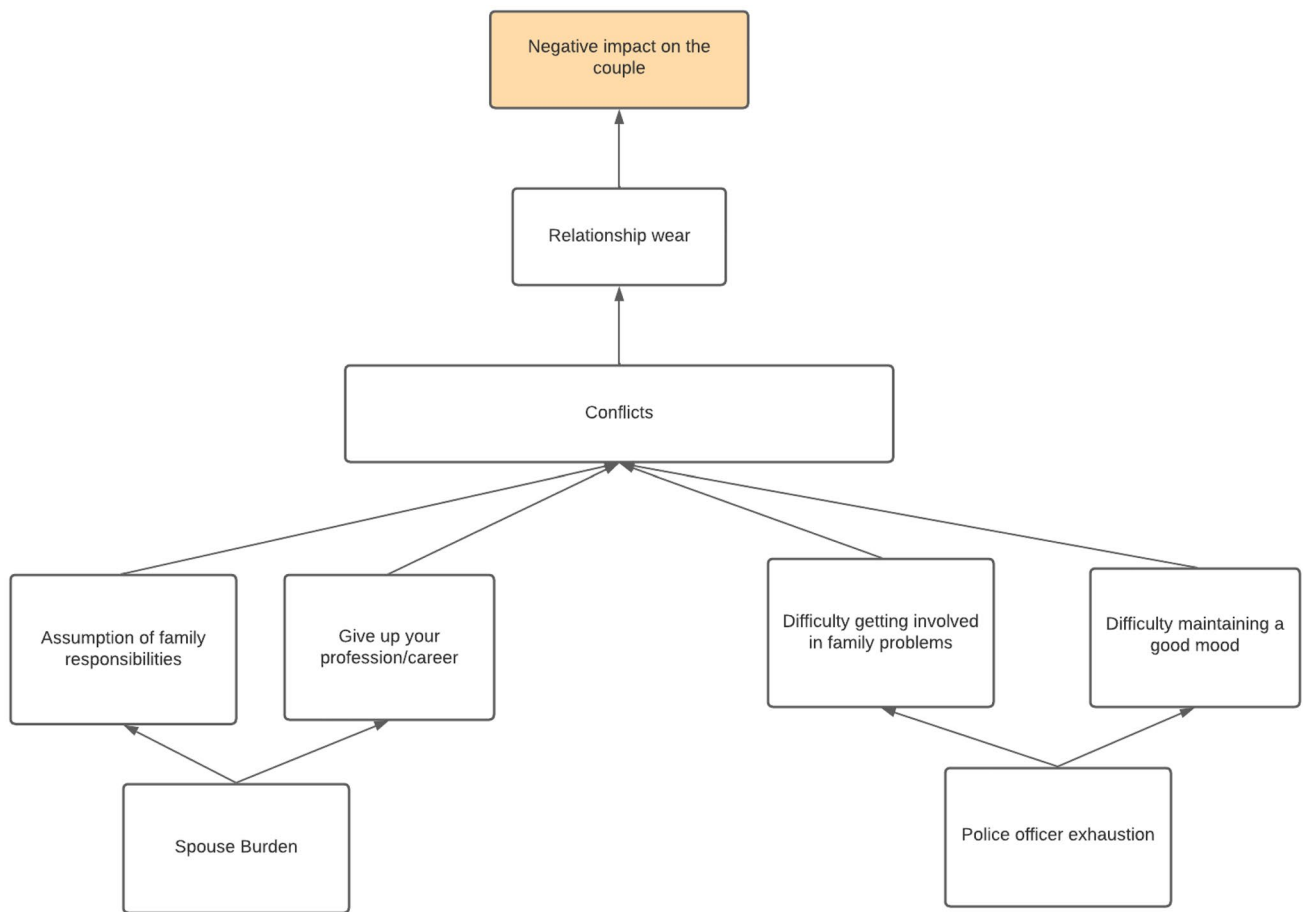 Negative impact on the
couple
Relationship wear
Conflicts
Assumption of family
responsibilities
Give up your
profession/career
Difficulty getting involved
in family problems
Difficulty maintaining a
good mood
Spouse Burden
Police officer exhaustion